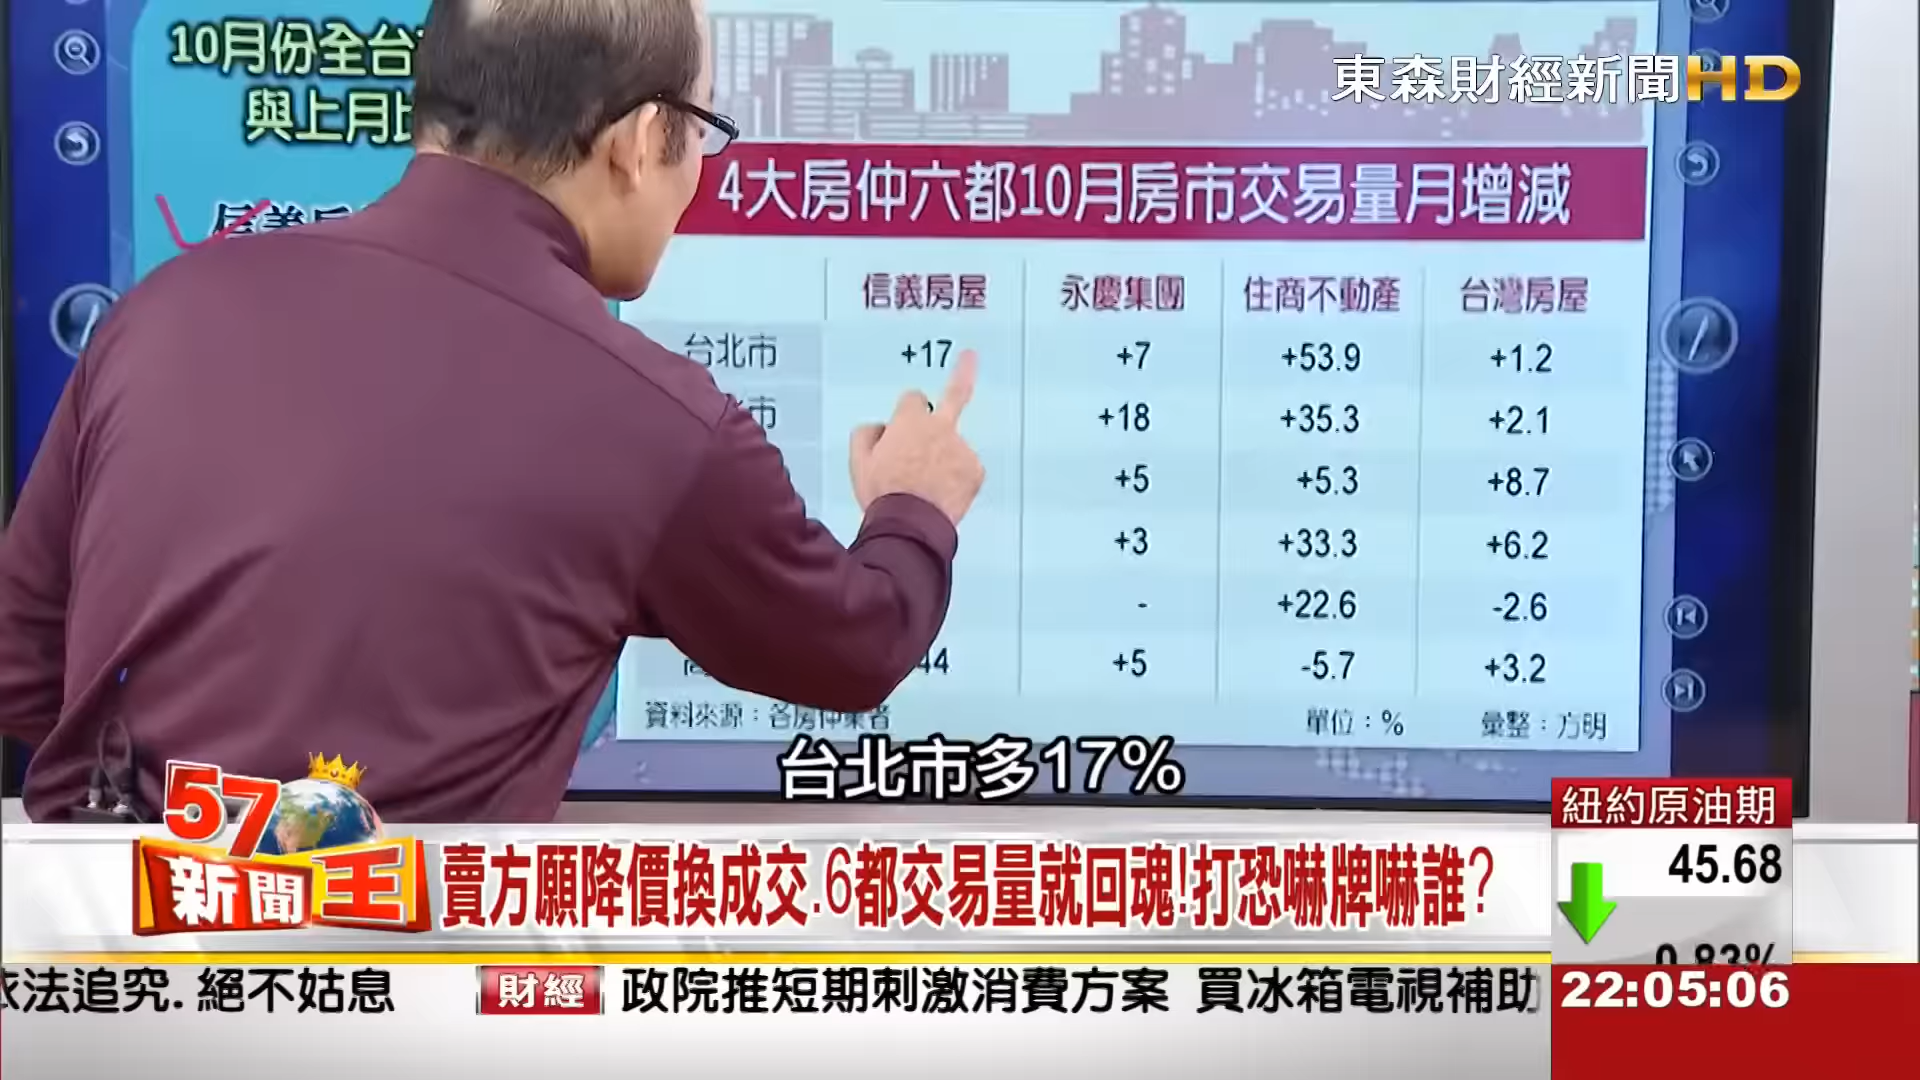 10月份全台
與上月比
東森財經新聞HD
4大房仲六都10月房市交易量月增減
信義房屋 永慶集團 住商不動產 台灣房屋
台北市 +17 +7 +53.9 +1.2
市 +18 +35.3 +2.1
+5 +5.3 +8.7
+3 +33.3 +6.2
- +22.6 -2.6
44 +5 -5.7 +3.2
資料來源：各房仲業者 單位：% 彙整：方明
台北市多17%
57
新聞王
賣方願降價換成交.6都交易量就回魂!打恐嚇牌嚇誰?
紐約原油期
45.68
0.83%
依法追究.絕不姑息 財經 政院推短期刺激消費方案 買冰箱電視補助
22:05:06